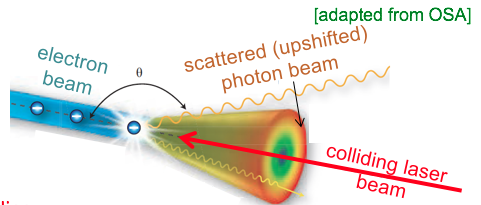 [adapted from OSA]
electron
beam
θ
scattered (upshifted)
photon beam
colliding laser
beam